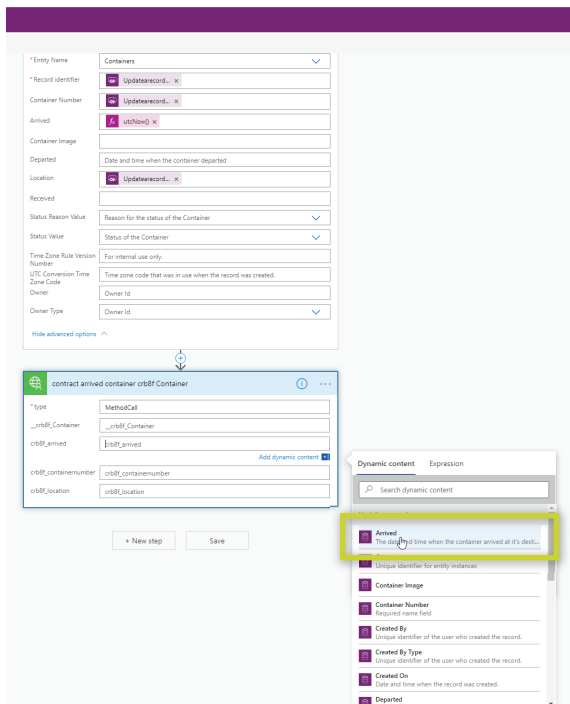 * Entity Name
Containers
* Record identifier
Updatearecord... ×
Container Number
Updatearecord... ×
Arrived
fx utcNow() ×
Container Image
Departed
Date and time when the container departed
Location
Updatearecord... ×
Received
Status Reason Value
Reason for the status of the Container
Status Value
Status of the Container
Time Zone Rule Version
Number
For internal use only.
UTC Conversion Time
Zone Code
Time zone code that was in use when the record was created.
Owner
Owner Id
Owner Type
Owner Id
Hide advanced options
contract arrived container crb8f Container
* type
MethodCall
__crb8f_Container
__crb8f_Container
crb8f_arrived
crb8f_arrived
Add dynamic content
crb8f_containernumber
crb8f_containernumber
crb8f_location
crb8f_location
+ New step
Save
Dynamic content
Expression
Search dynamic content
Arrived
The date and time when the container arrived at it's desti...
Unique identifier for entity instances
Container Image
Container Number
Required name field
Created By
Unique identifier of the user who created the record.
Created By Type
Unique identifier of the user who created the record.
Created On
Date and time when the record was created.
Departed